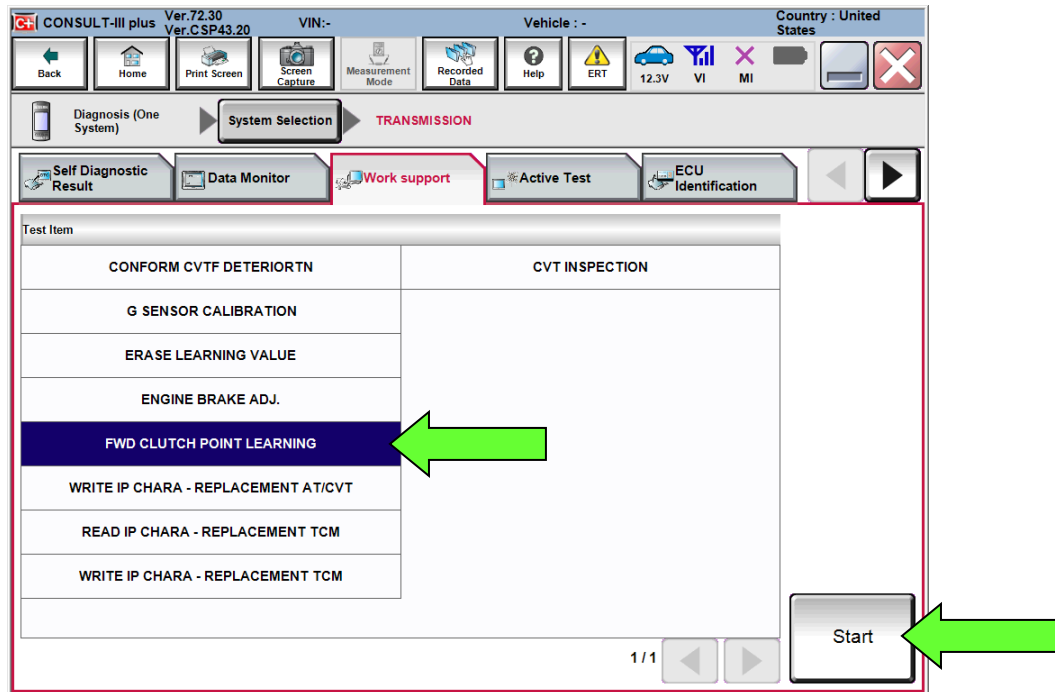 C+ CONSULT-III plus Ver.72.30 VIN:- Vehicle : - Country : United
Ver.CSP43.20 States
Back Home Print Screen Screen Capture Measurement Mode Recorded Data Help ERT 12.3V VI MI
Diagnosis (One System) System Selection TRANSMISSION
Self Diagnostic Result Data Monitor Work support Active Test ECU Identification
Test Item
CONFORM CVTF DETERIORTN CVT INSPECTION
G SENSOR CALIBRATION
ERASE LEARNING VALUE
ENGINE BRAKE ADJ.
FWD CLUTCH POINT LEARNING
WRITE IP CHARA - REPLACEMENT AT/CVT
READ IP CHARA - REPLACEMENT TCM
WRITE IP CHARA - REPLACEMENT TCM
Start
1/1